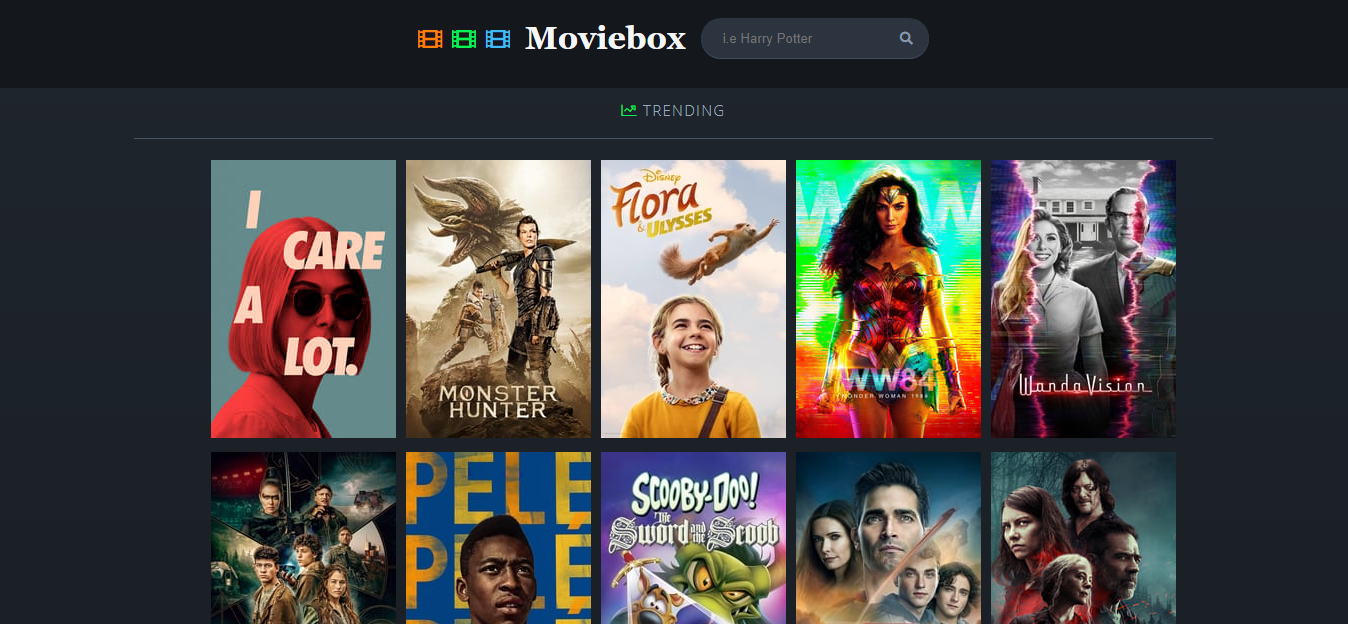 Moviebox
i.e Harry Potter
TRENDING
I
CARE
A
LOT.
MONSTER
HUNTER
Disney
Flora
& ULYSSES
WW84
WONDER WOMAN 1984
WandaVision
PELÉ
PELÉ
PELÉ
SCOOBY-DOO!
The
Sword and the Scoob